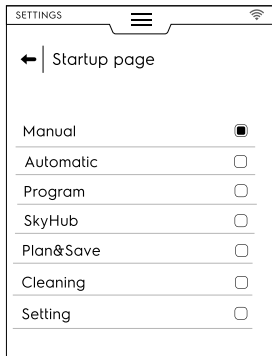 SETTINGS
Startup page
Manual
Automatic
Program
SkyHub
Plan&Save
Cleaning
Setting